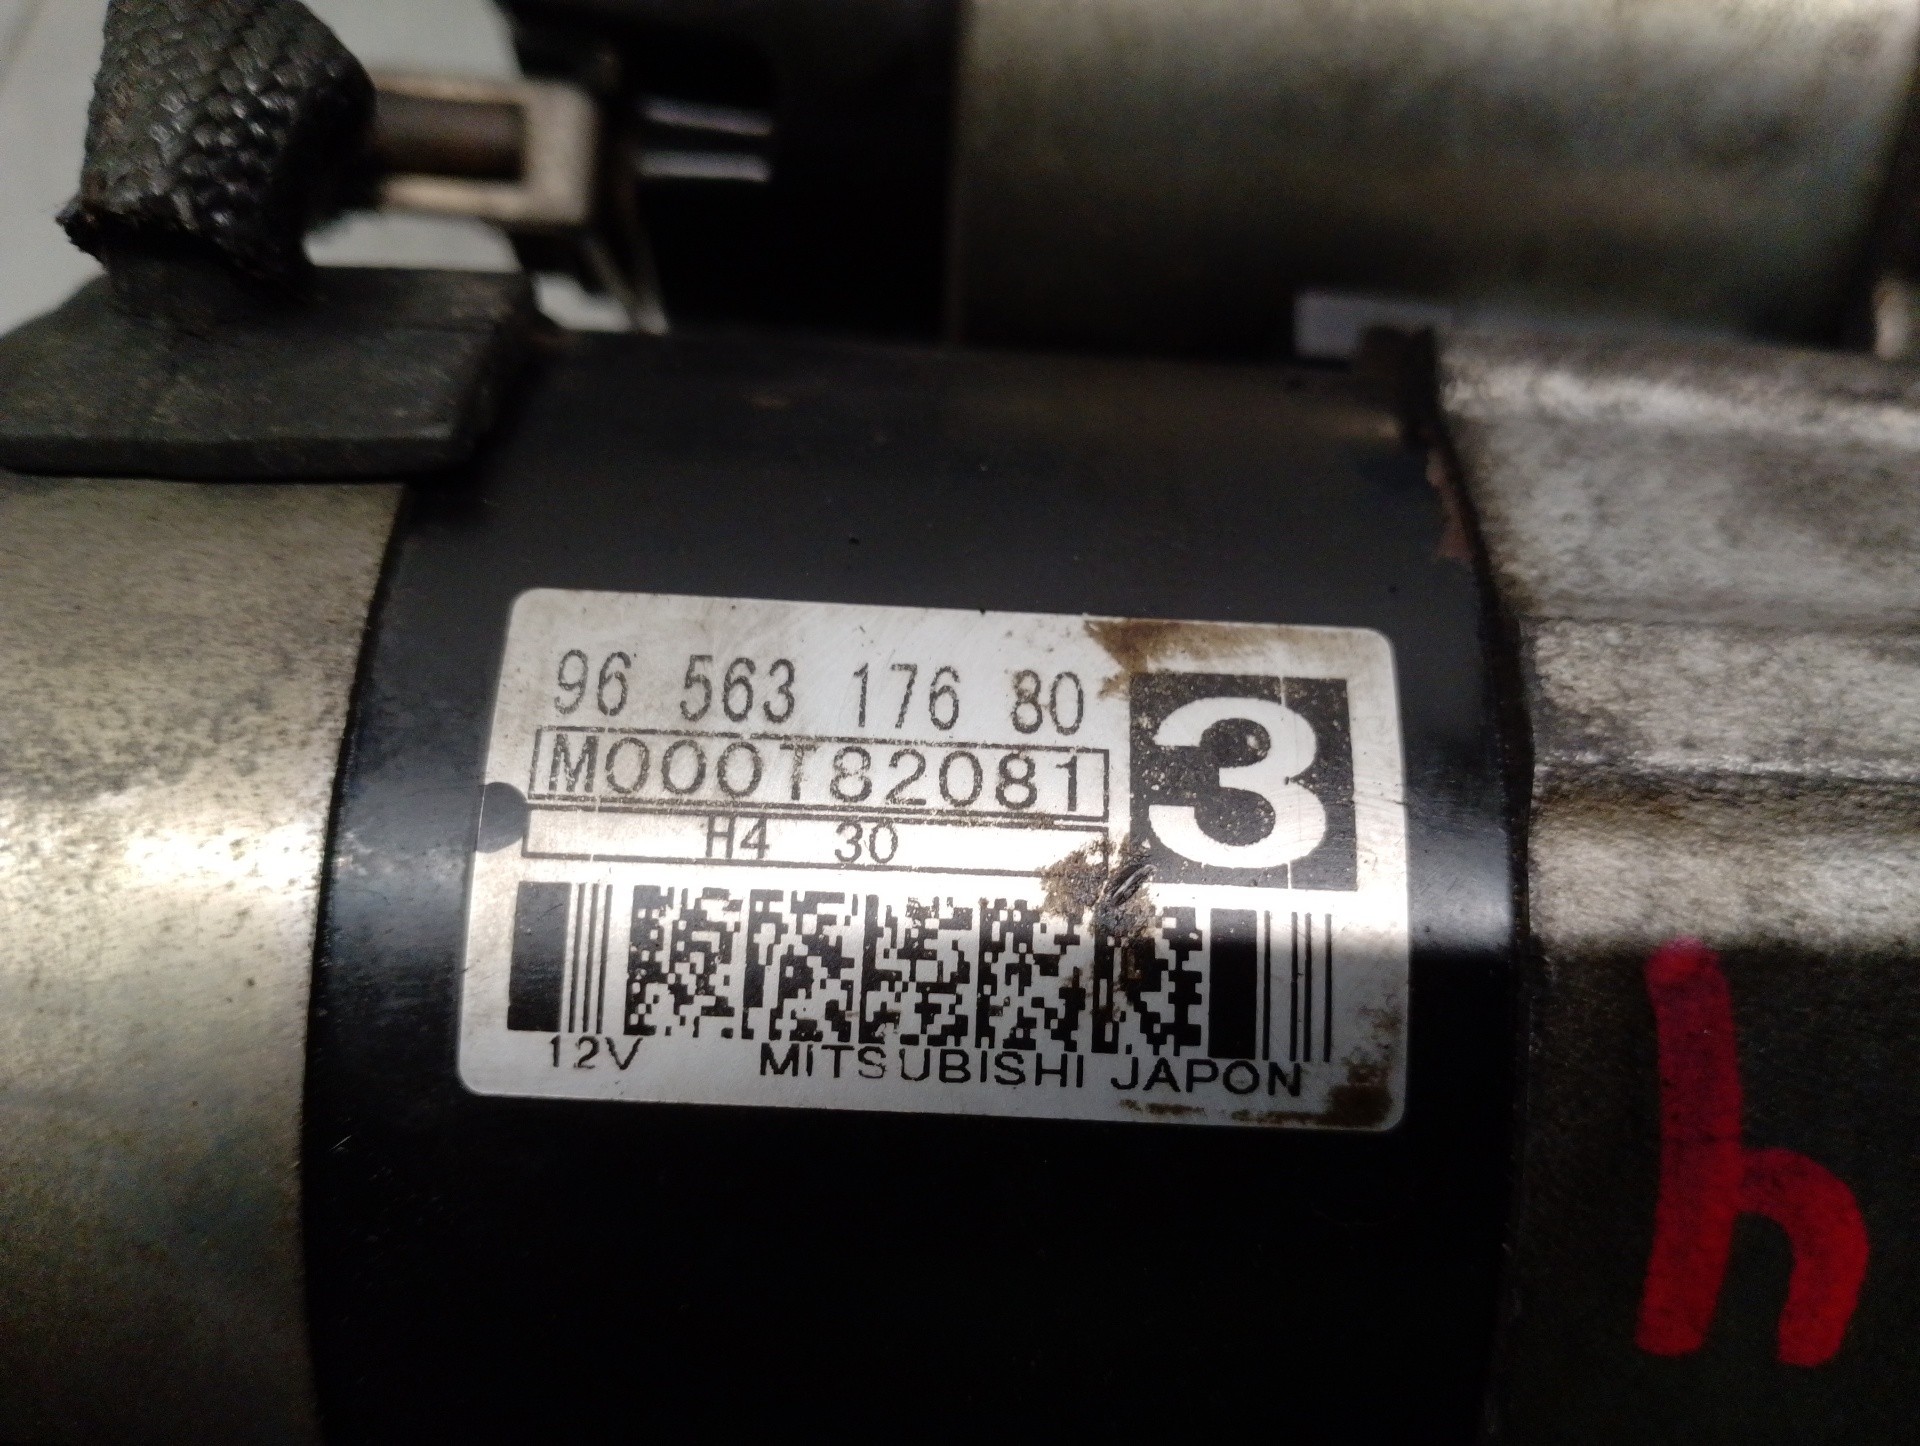 96 563 176 80
3
M000T82081
H4 30
12V MITSUBISHI JAPON
h